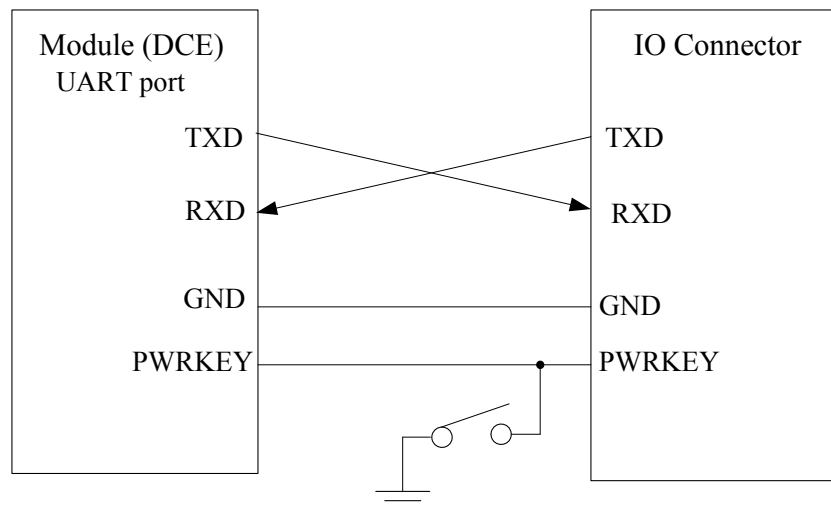 Module (DCE)
UART port
TXD
RXD
GND
PWRKEY
IO Connector
TXD
RXD
GND
PWRKEY